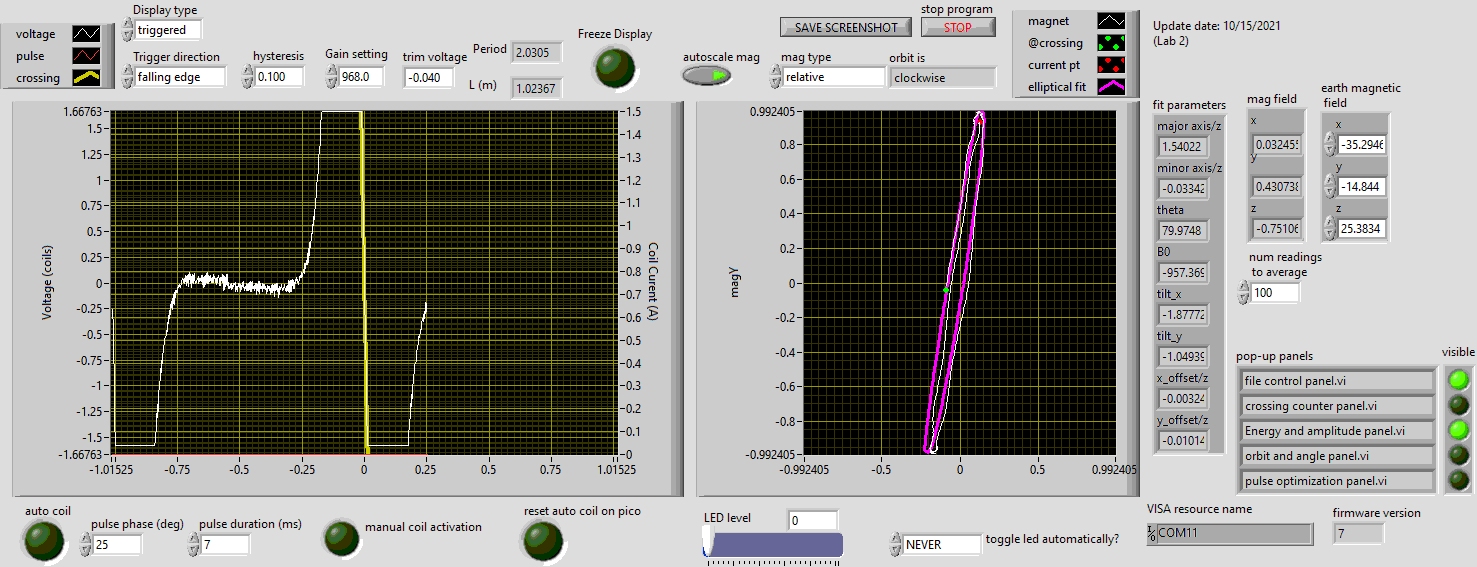 voltage
pulse
crossing
Display type
triggered
Trigger direction
falling edge
hysteresis
0.100
Gain setting
968.0
trim voltage
-0.040
Period
2.0305
L (m)
1.02367
Freeze Display
SAVE SCREENSHOT
stop program
STOP
autoscale mag
mag type
relative
orbit is
clockwise
magnet
@crossing
current pt
elliptical fit
Update date: 10/15/2021
(Lab 2)
Voltage (coils)
1.66763
1.5
1.25
1
0.75
0.5
0.25
0
-0.25
-0.5
-0.75
-1
-1.25
-1.5
-1.66763
-1.01525
-0.75
-0.5
-0.25
0
0.25
0.5
0.75
1.01525
1.5
1.4
1.3
1.2
1.1
1
0.9
0.8
0.7
0.6
0.5
0.4
0.3
0.2
0.1
0
Coil Curent (A)
magY
0.992405
0.8
0.6
0.4
0.2
0
-0.2
-0.4
-0.6
-0.8
-0.992405
-0.992405
-0.5
0
0.5
0.992405
fit parameters
major axis/z
1.54022
minor axis/z
-0.03342
theta
79.9748
B0
-957.369
tilt_x
-1.87772
tilt_y
-1.04939
x_offset/z
-0.00324
y_offset/z
-0.01014
mag field
x
0.032455
y
0.430738
z
-0.75106
earth magnetic
field
x
-35.2946
y
-14.844
z
25.3834
num readings
to average
100
pop-up panels
visible
file control panel.vi
crossing counter panel.vi
Energy and amplitude panel.vi
orbit and angle panel.vi
pulse optimization panel.vi
auto coil
pulse phase (deg)
25
pulse duration (ms)
7
manual coil activation
reset auto coil on pico
LED level
0
NEVER
toggle led automatically?
VISA resource name
COM11
firmware version
7